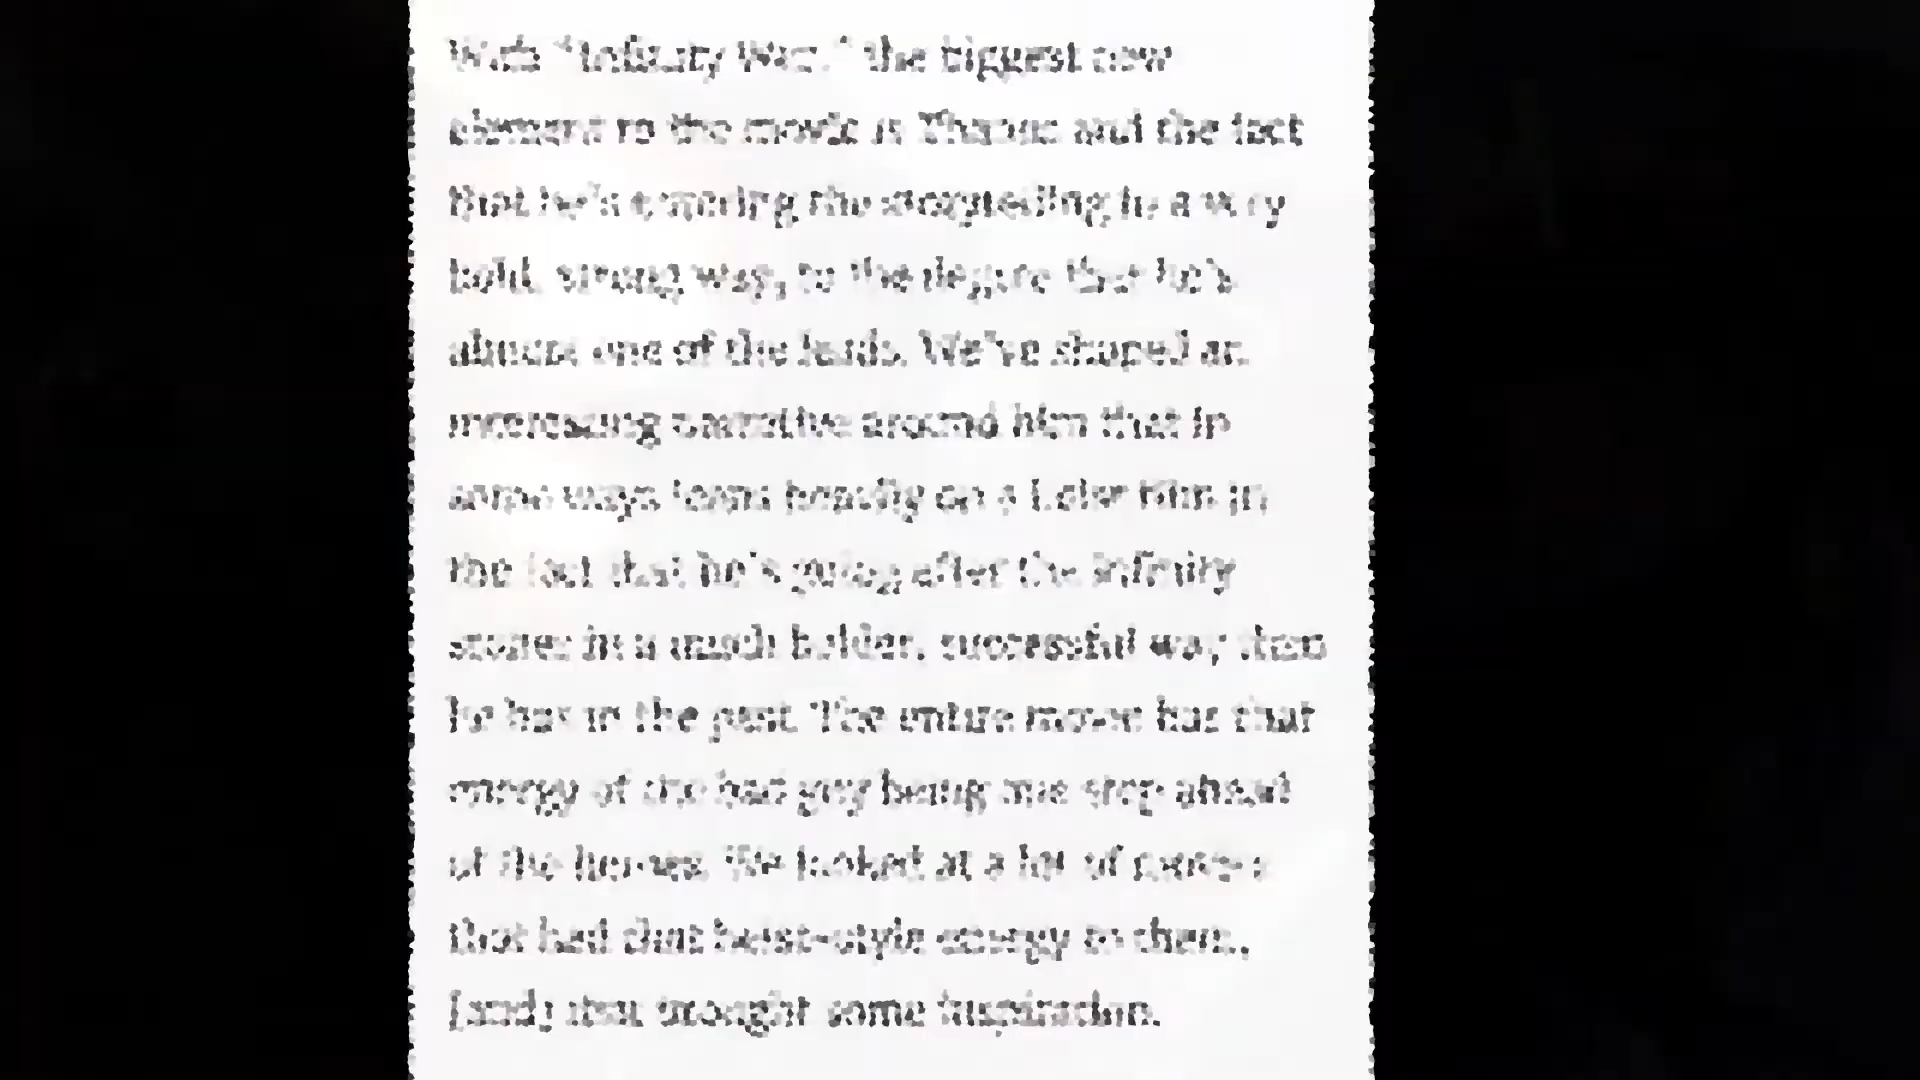 With "Infinity War," the biggest new
element to the movie is Thanos and the fact
that he's entering the storytelling in a very
bold, strong way, to the degree that he's
almost one of the leads. We've shaped an
interesting narrative around him that in
some ways leans heavily on a heist film in
the fact that he's going after the infinity
stones in a much bolder, successful way than
he has in the past. The entire movie has that
energy of the bad guy being one step ahead
of the heroes. We looked at a lot of movies
that had that heist-style energy to them,
[and] that brought some inspiration.